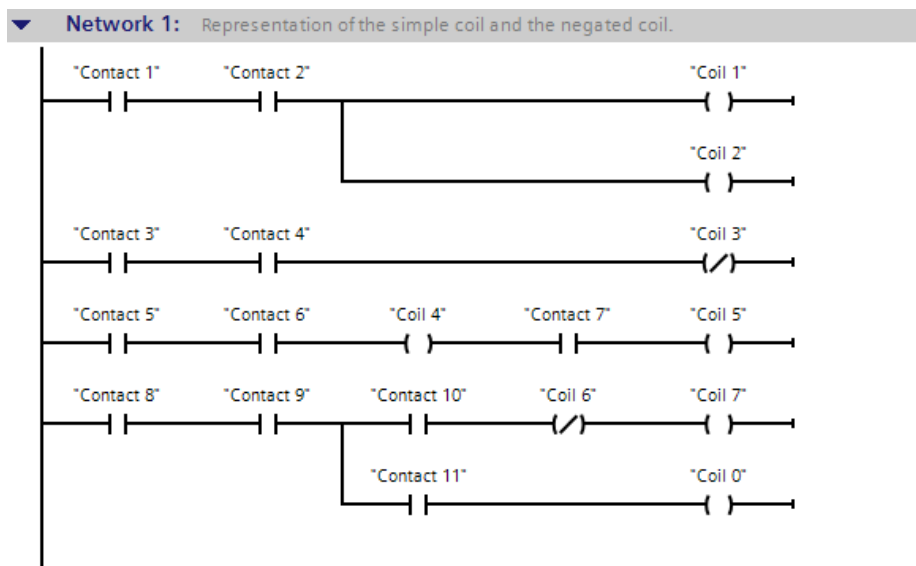 Network 1: Representation of the simple coil and the negated coil.
"Contact 1" "Contact 2" "Coil 1"
"Coil 2"
"Contact 3" "Contact 4" "Coil 3"
"Contact 5" "Contact 6" "Coil 4" "Contact 7" "Coil 5"
"Contact 8" "Contact 9" "Contact 10" "Coil 6" "Coil 7"
"Contact 11" "Coil 0"